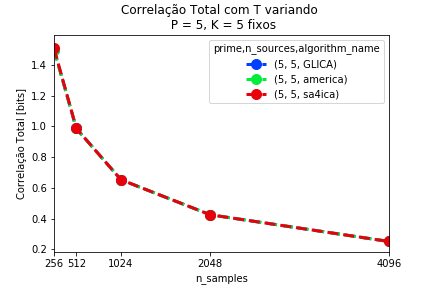 Correlação Total com T variando
P = 5, K = 5 fixos
prime,n_sources,algorithm_name
(5, 5, GLICA)
(5, 5, america)
(5, 5, sa4ica)
Correlação Total [bits]
1.4
1.2
1.0
0.8
0.6
0.4
0.2
256 512 1024 2048 4096
n_samples